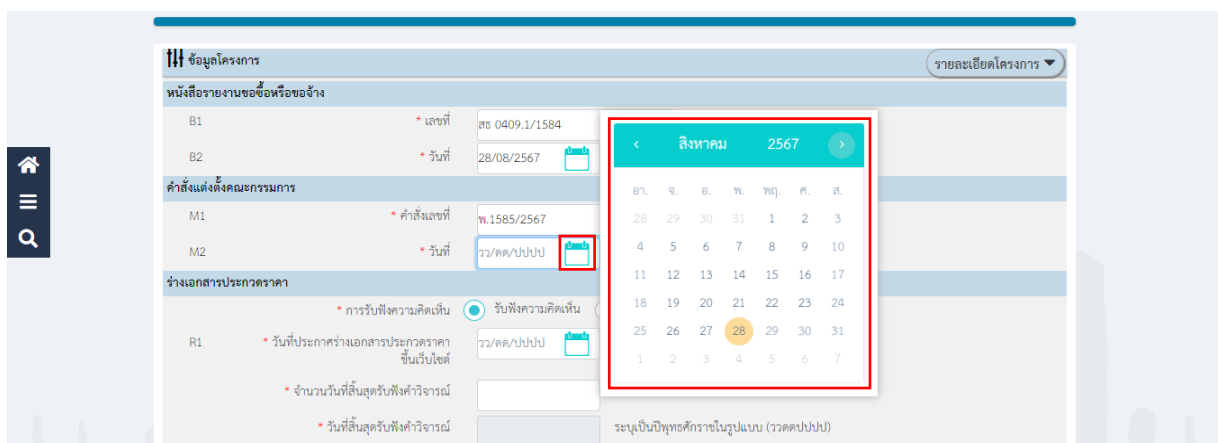 ข้อมูลโครงการ
รายละเอียดโครงการ
หนังสือรายงานขอซื้อหรือขอจ้าง
B1 * เลขที่ สธ 0409.1/1584
B2 * วันที่ 28/08/2567
คำสั่งแต่งตั้งคณะกรรมการ
M1 * คำสั่งเลขที่ พ.1585/2567
M2 * วันที่ วว/ดด/ปปปป
ร่างเอกสารประกวดราคา
* การรับฟังความคิดเห็น รับฟังความคิดเห็น
R1 * วันที่ประกาศร่างเอกสารประกวดราคา วว/ดด/ปปปป
ขึ้นเว็บไซต์
* จำนวนวันที่สิ้นสุดรับฟังคำวิจารณ์
* วันที่สิ้นสุดรับฟังคำวิจารณ์ ระบุเป็นปีพุทธศักราชในรูปแบบ (ววดดปปปป)
‹ สิงหาคม 2567 ›
อา. จ. อ. พ. พฤ. ศ. ส.
28 29 30 31 1 2 3
4 5 6 7 8 9 10
11 12 13 14 15 16 17
18 19 20 21 22 23 24
25 26 27 28 29 30 31
1 2 3 4 5 6 7